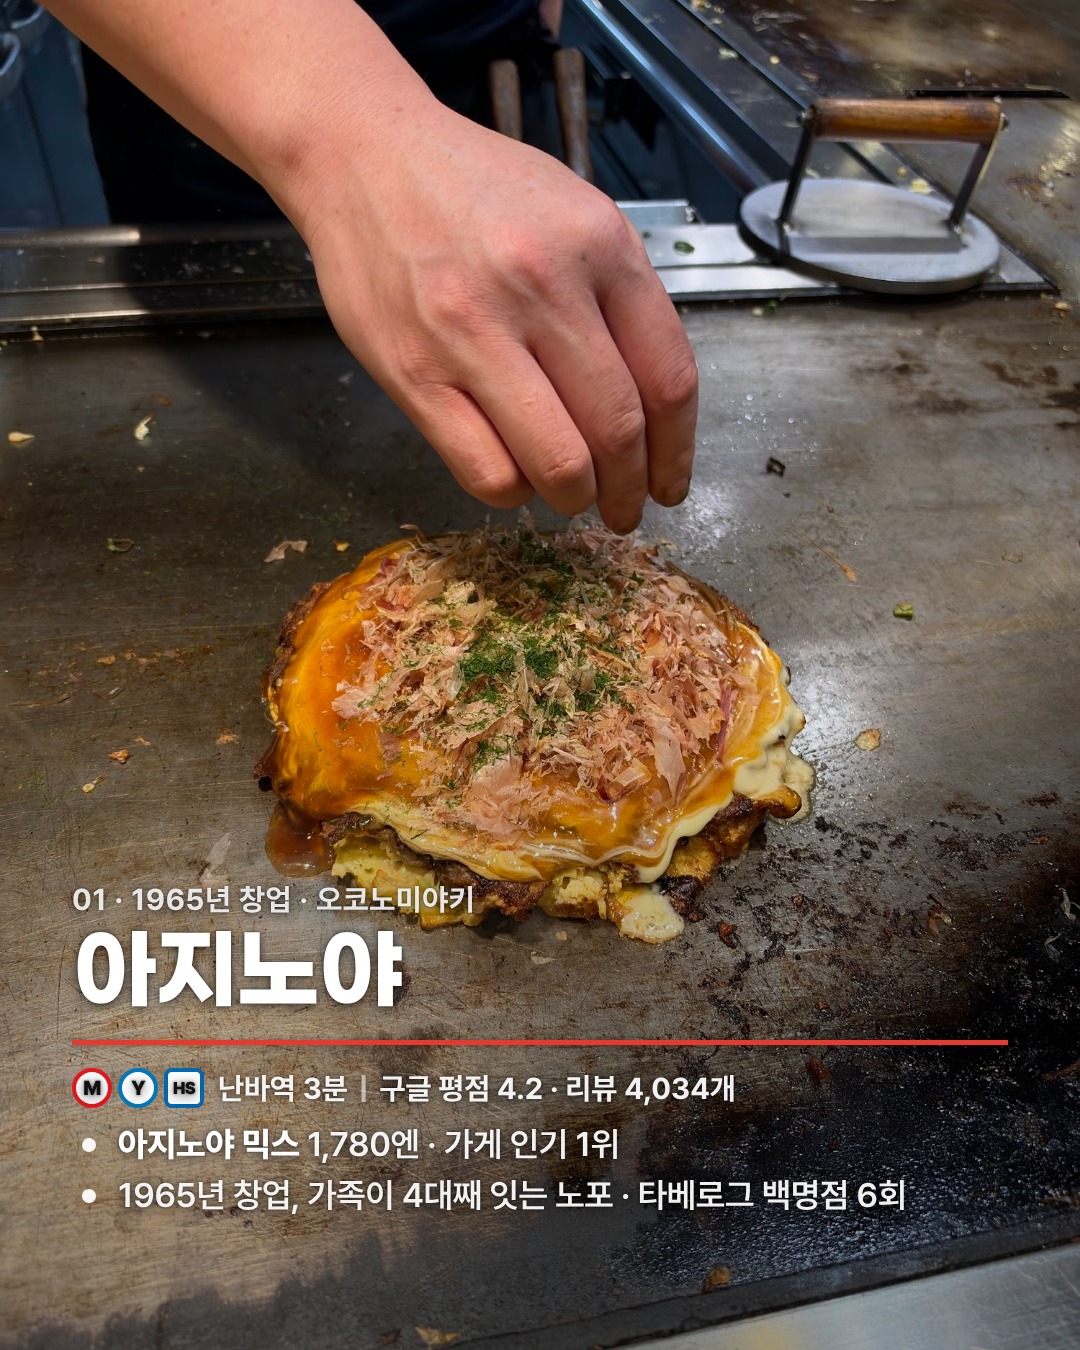 01 · 1965년 창업 · 오코노미야키
아지노야
M Y HS 난바역 3분 | 구글 평점 4.2 · 리뷰 4,034개
• 아지노야 믹스 1,780엔 · 가게 인기 1위
• 1965년 창업, 가족이 4대째 잇는 노포 · 타베로그 백명점 6회